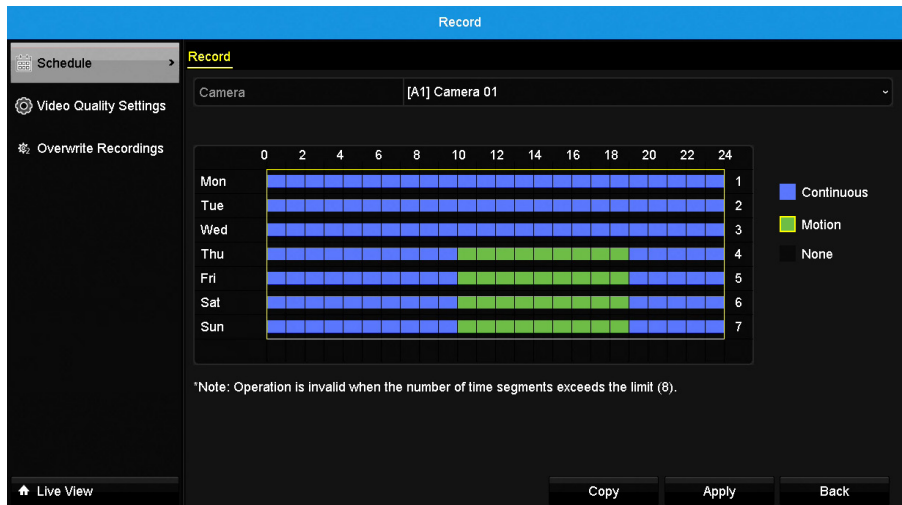 Record
Schedule
Video Quality Settings
Overwrite Recordings
Live View
Record
Camera [A1] Camera 01
0 2 4 6 8 10 12 14 16 18 20 22 24
Mon 1
Tue 2
Wed 3
Thu 4
Fri 5
Sat 6
Sun 7
Continuous
Motion
None
*Note: Operation is invalid when the number of time segments exceeds the limit (8).
Copy Apply Back